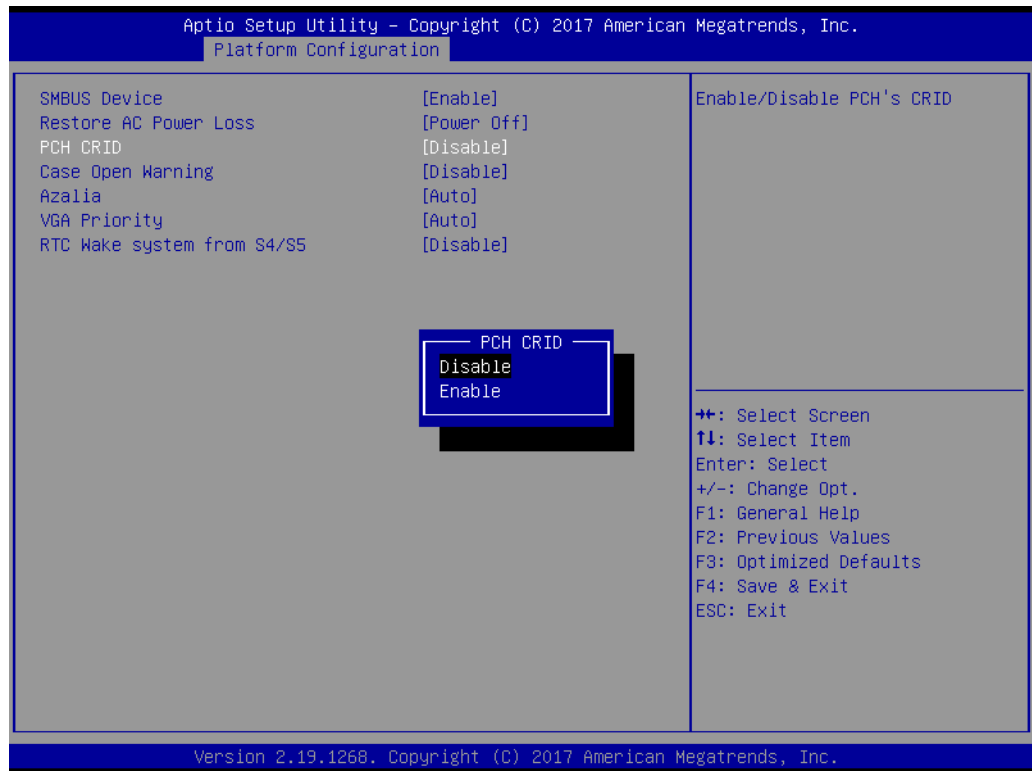 Aptio Setup Utility – Copyright (C) 2017 American Megatrends, Inc.
Platform Configuration
SMBUS Device [Enable]
Restore AC Power Loss [Power Off]
PCH CRID [Disable]
Case Open Warning [Disable]
Azalia [Auto]
VGA Priority [Auto]
RTC Wake system from S4/S5 [Disable]
Enable/Disable PCH's CRID
PCH CRID
Disable
Enable
→←: Select Screen
↑↓: Select Item
Enter: Select
+/-: Change Opt.
F1: General Help
F2: Previous Values
F3: Optimized Defaults
F4: Save & Exit
ESC: Exit
Version 2.19.1268. Copyright (C) 2017 American Megatrends, Inc.